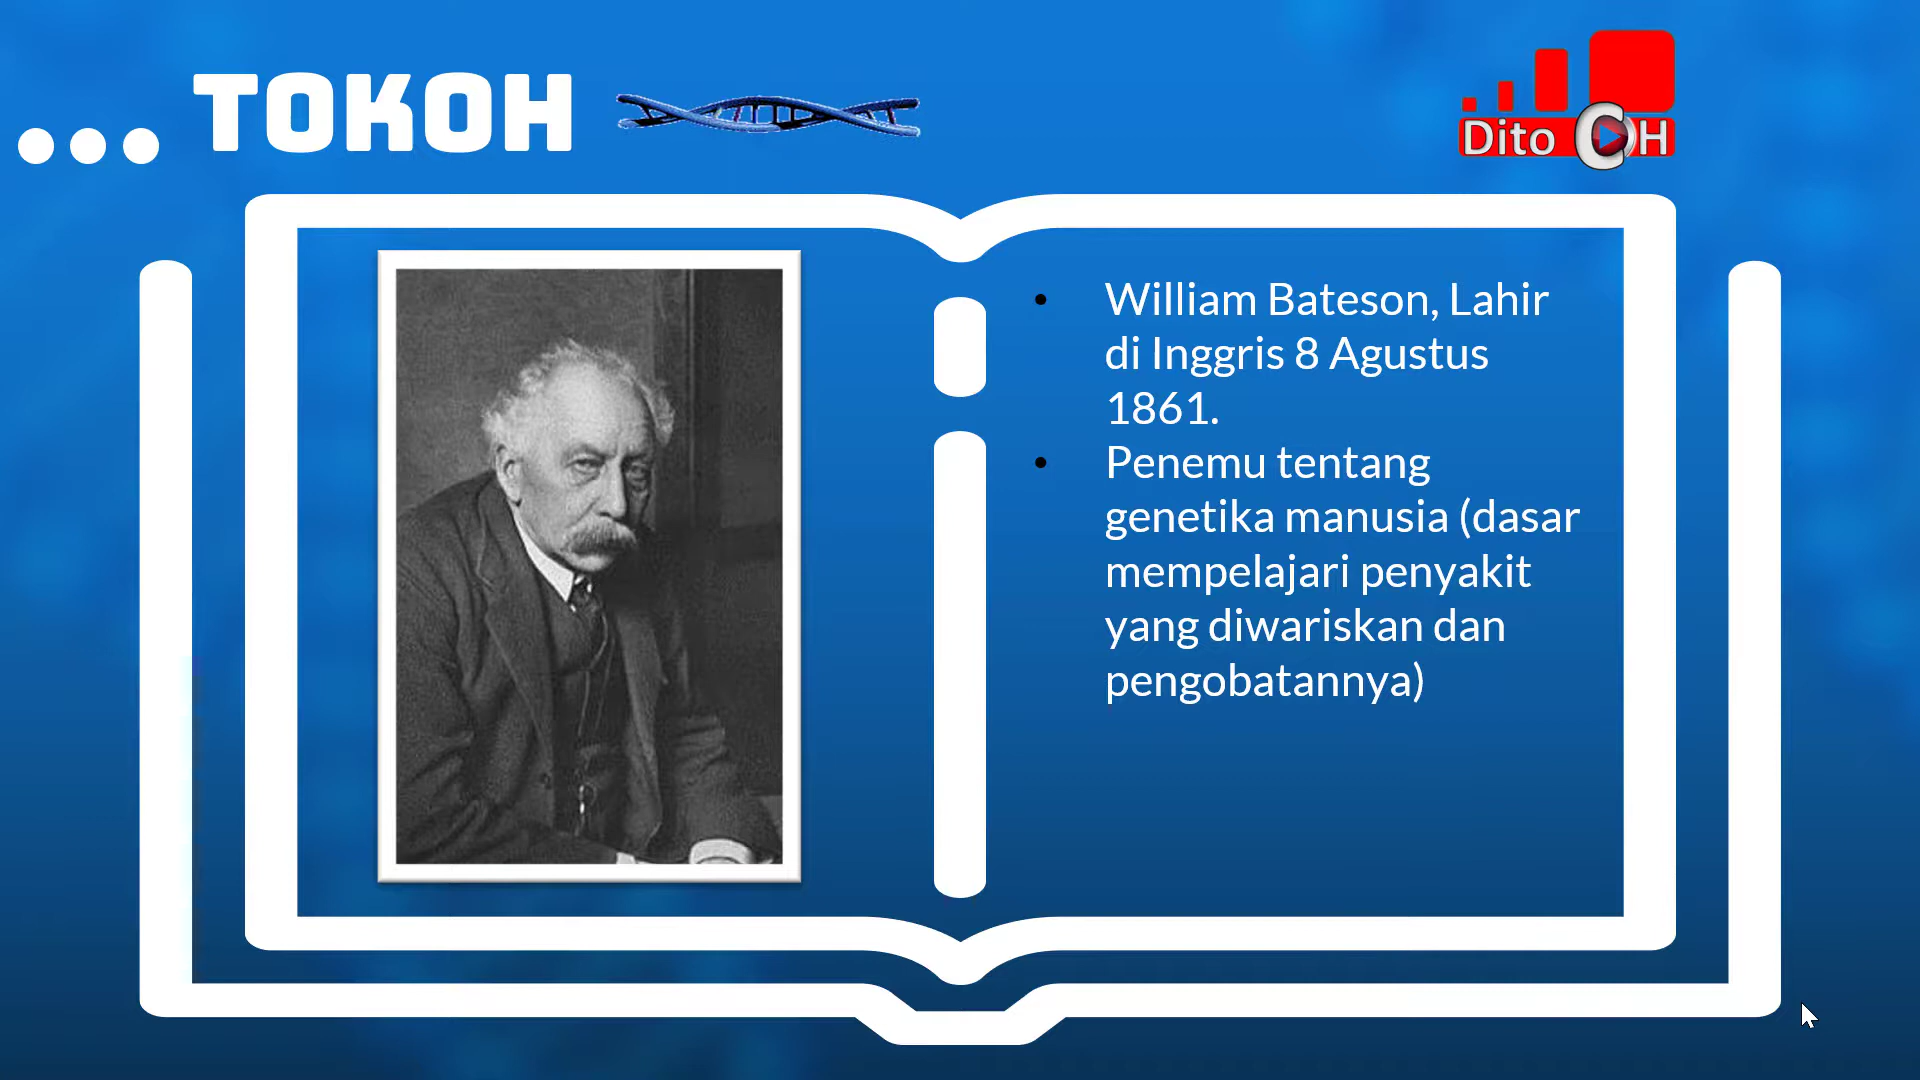 TOKOH
Dito CH
William Bateson, Lahir
di Inggris 8 Agustus
1861.
Penemu tentang
genetika manusia (dasar
mempelajari penyakit
yang diwariskan dan
pengobatannya)